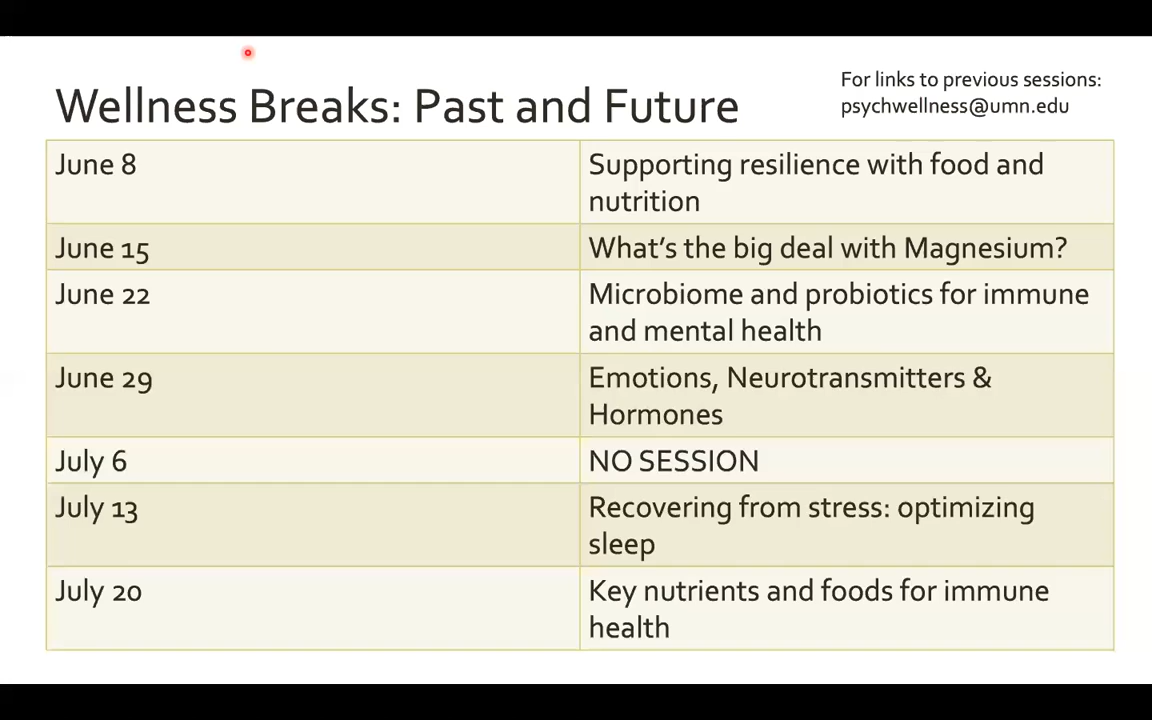 For links to previous sessions:
psychwellness@umn.edu
Wellness Breaks: Past and Future
June 8
Supporting resilience with food and
nutrition
June 15
What’s the big deal with Magnesium?
June 22
Microbiome and probiotics for immune
and mental health
June 29
Emotions, Neurotransmitters &
Hormones
July 6
NO SESSION
July 13
Recovering from stress: optimizing
sleep
July 20
Key nutrients and foods for immune
health